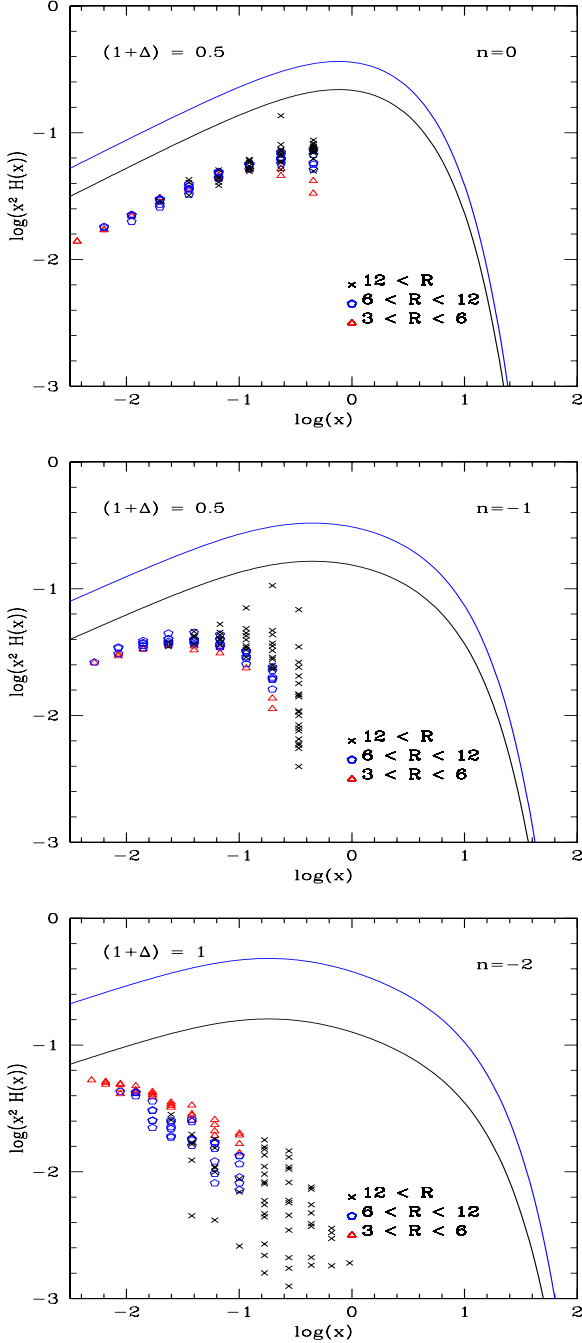 0
(1+Δ) = 0.5 n=0
−1
log(x² H(x))
−2
12 < R
6 < R < 12
3 < R < 6
−3
−2 −1 0 1 2
log(x)
0
(1+Δ) = 0.5 n=−1
−1
log(x² H(x))
−2
12 < R
6 < R < 12
3 < R < 6
−3
−2 −1 0 1 2
log(x)
0
(1+Δ) = 1 n=−2
−1
log(x² H(x))
−2
12 < R
6 < R < 12
3 < R < 6
−3
−2 −1 0 1 2
log(x)